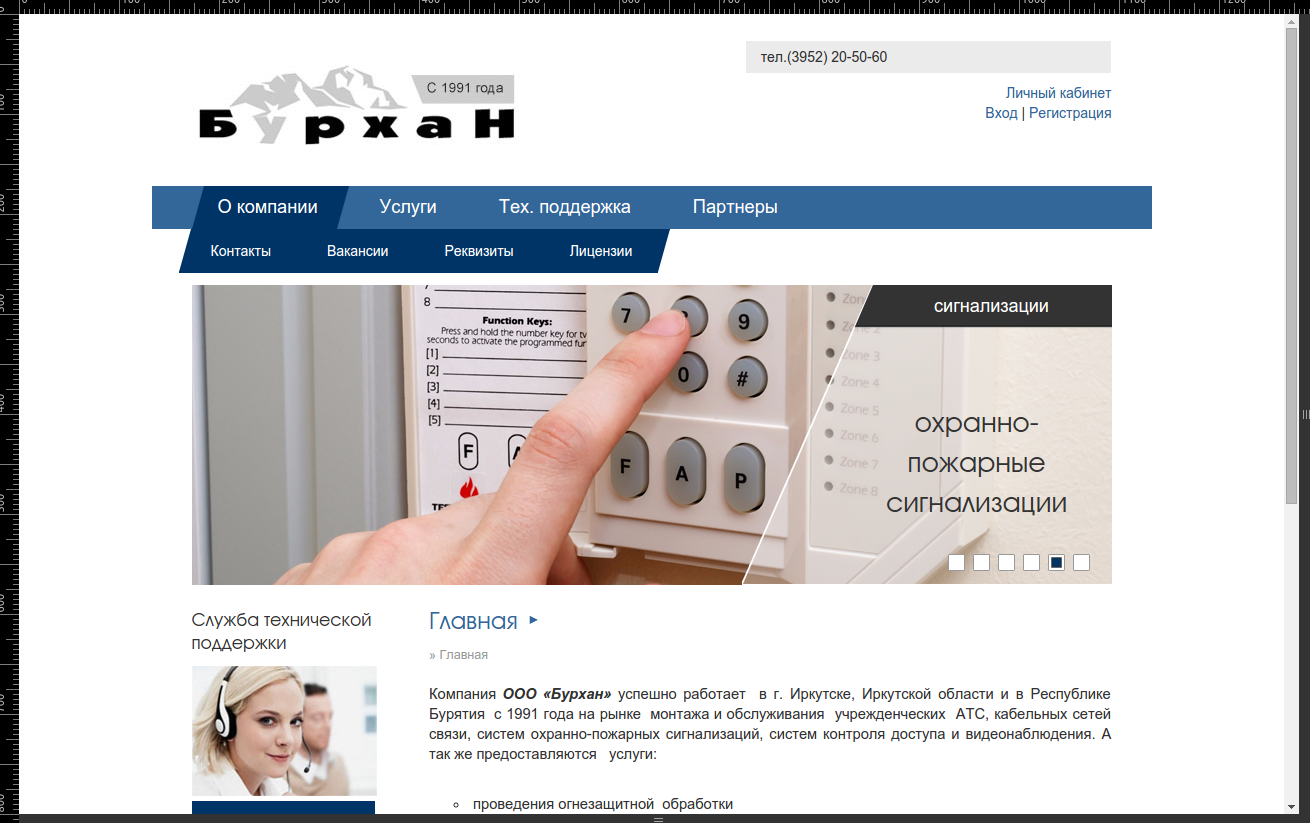 тел.(3952) 20-50-60
С 1991 года
Бурхан
Личный кабинет
Вход | Регистрация
О компании Услуги Тех. поддержка Партнеры
Контакты Вакансии Реквизиты Лицензии
7
8
Function Keys:
Press and hold the number key for
seconds to activate the programmed
[1]
[2]
[3]
[4]
[5]
F
7 9
0 #
F A P
Zone 2
Zone 3
Zone 4
Zone 5
Zone 6
Zone 7
Zone 8
сигнализации
охранно-
пожарные
сигнализации
Служба технической
поддержки
Главная
» Главная
Компания ООО «Бурхан» успешно работает в г. Иркутске, Иркутской области и в Республике
Бурятия с 1991 года на рынке монтажа и обслуживания учрежденческих АТС, кабельных сетей
связи, систем охранно-пожарных сигнализаций, систем контроля доступа и видеонаблюдения. А
так же предоставляются услуги:
проведения огнезащитной обработки